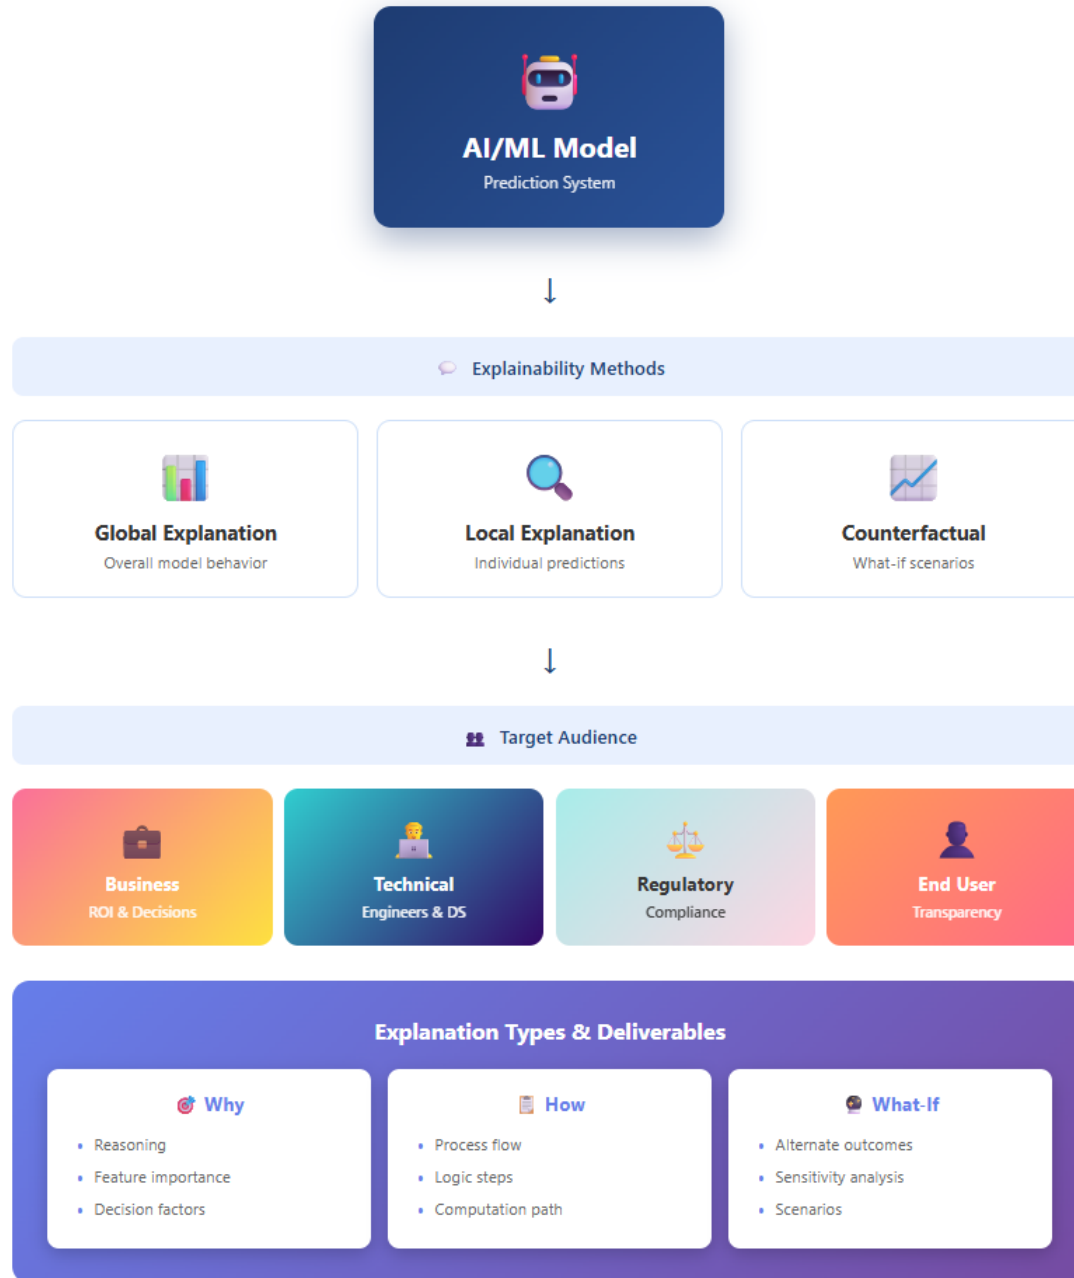 AI/ML Model
Prediction System
Explainability Methods
Global Explanation
Overall model behavior
Local Explanation
Individual predictions
Counterfactual
What-if scenarios
Target Audience
Business
ROI & Decisions
Technical
Engineers & DS
Regulatory
Compliance
End User
Transparency
Explanation Types & Deliverables
Why
Reasoning
Feature importance
Decision factors
How
Process flow
Logic steps
Computation path
What-If
Alternate outcomes
Sensitivity analysis
Scenarios